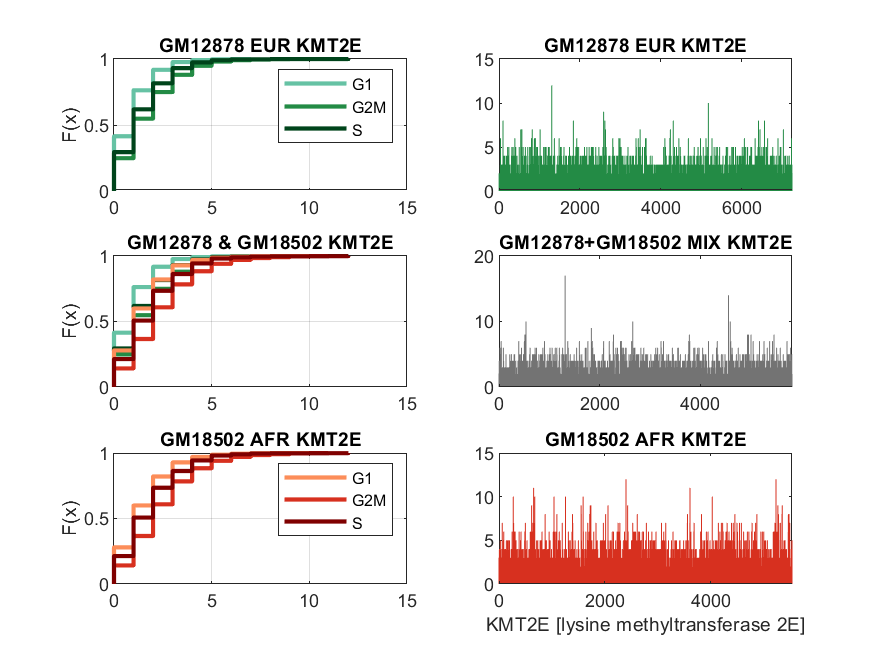 GM12878 EUR KMT2E
1
0.5
0
F(x)
0 5 10 15
G1
G2M
S
GM12878 EUR KMT2E
15
10
5
0
0 2000 4000 6000
GM12878 & GM18502 KMT2E
1
0.5
0
F(x)
0 5 10 15
GM12878+GM18502 MIX KMT2E
20
10
0
0 2000 4000
GM18502 AFR KMT2E
1
0.5
0
F(x)
0 5 10 15
G1
G2M
S
GM18502 AFR KMT2E
15
10
5
0
0 2000 4000
KMT2E [lysine methyltransferase 2E]